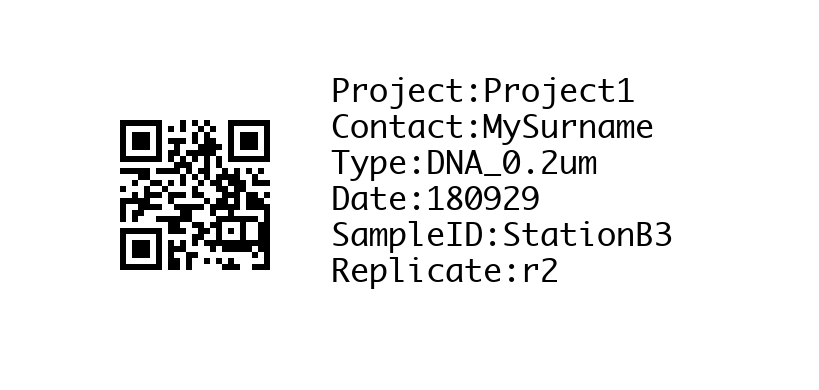 Project:Project1
Contact:MySurname
Type:DNA_0.2um
Date:180929
SampleID:StationB3
Replicate:r2